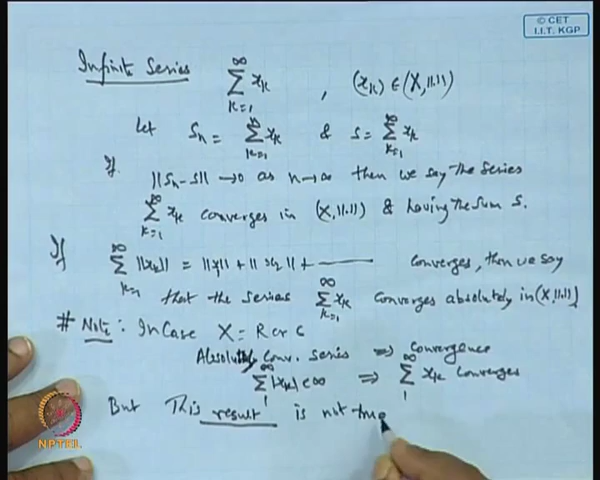 © CET
I.I.T. KGP
Infinite Series ∑_{k=1}^{∞} x_k , (x_k) ∈ (X, ||.||)
Let S_n = ∑_{k=1}^{n} x_k & S = ∑_{k=1}^{∞} x_k
If ||S_n - S|| → 0 as n → ∞ then we say the series
∑_{k=1}^{∞} x_k converges in (X, ||.||) & having the sum S.
If ∑_{k=1}^{∞} ||x_k|| = ||x_1|| + ||x_2|| + ——— converges, then we say
that the series ∑_{k=1}^{∞} x_k converges absolutely in (X, ||.||)
# Note: In case X = R or C
Absolutely conv. series ⇒ convergence
∑_{1}^{∞} |x_k| < ∞ ⇒ ∑_{1}^{∞} x_k converges
But This result is not true
NPTEL